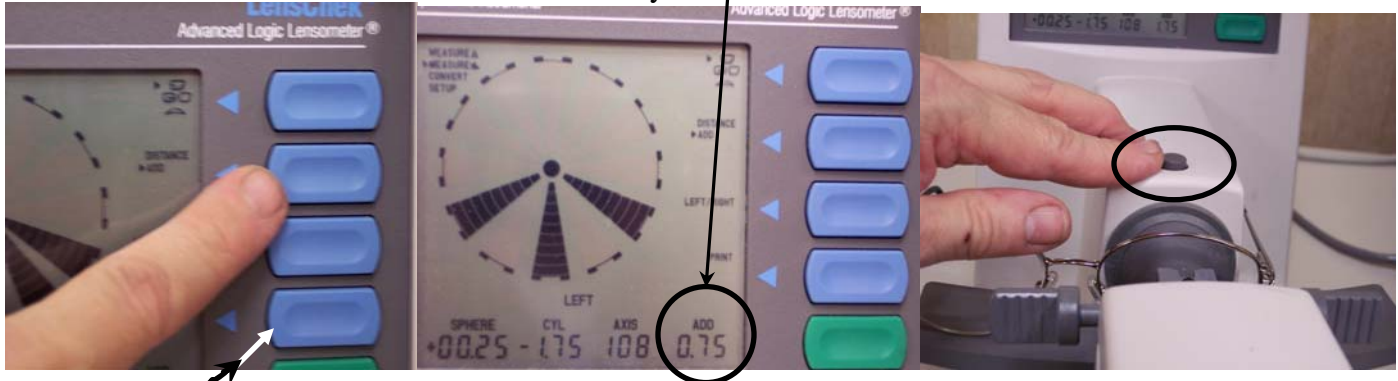 LensChek
Advanced Logic Lensometer®
DISTANCE
ADD
Advanced Logic Lensometer®
MEASURE
MEASURE
CONVERT
SETUP
DISTANCE
ADD
LEFT/RIGHT
PRINT
LEFT
SPHERE CYL AXIS ADD
+00.25 -1.75 108 0.75
+00.25 -1.75 108 1.75